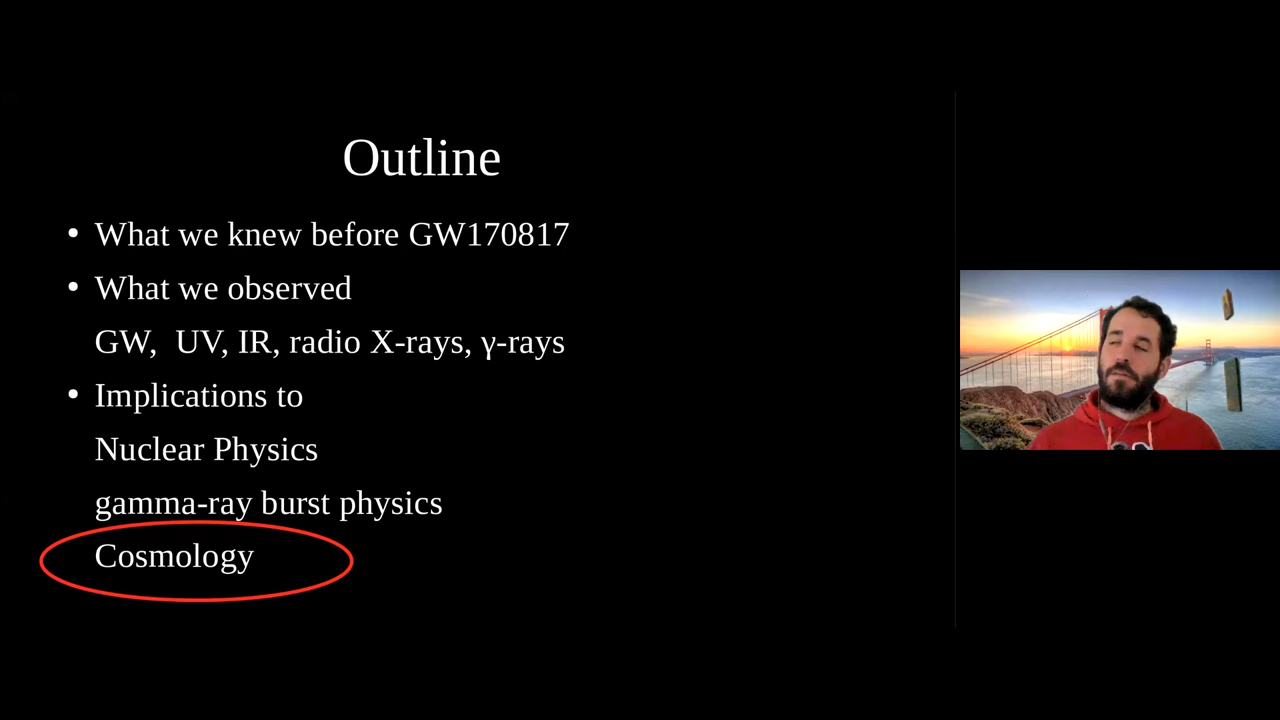 Outline
• What we knew before GW170817
• What we observed
GW, UV, IR, radio X-rays, γ-rays
• Implications to
Nuclear Physics
gamma-ray burst physics
Cosmology